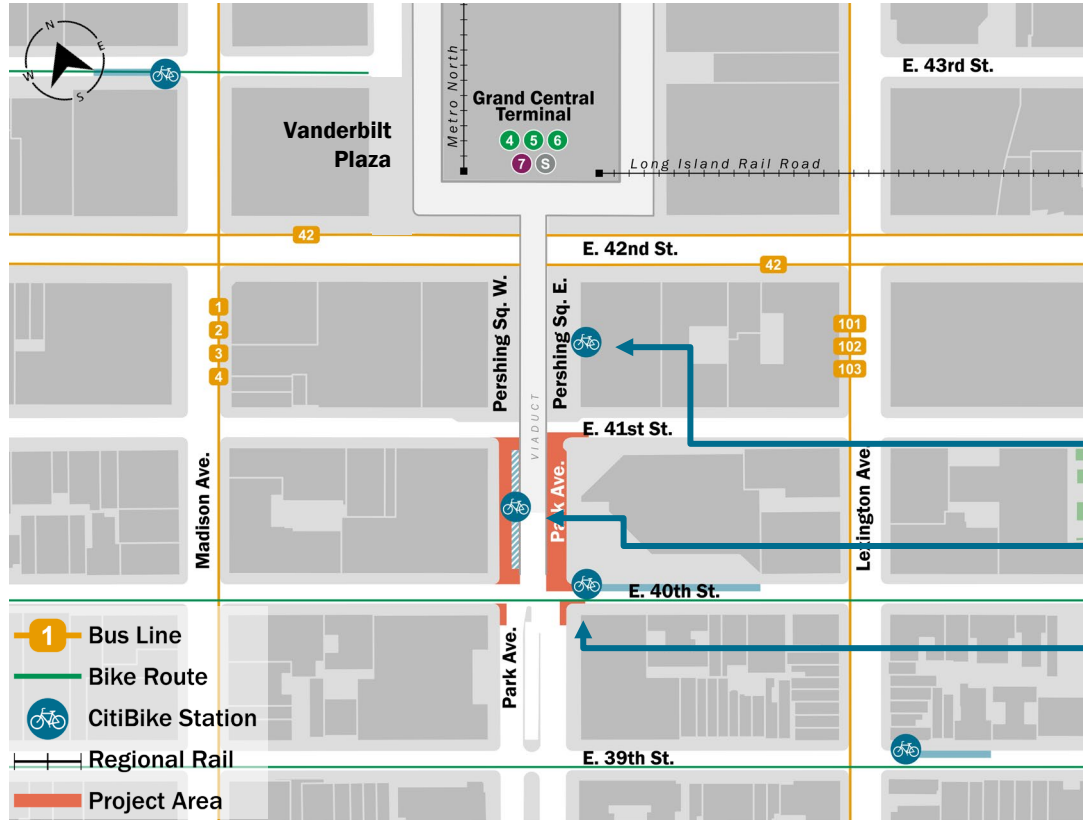 N
E
W
S
E. 43rd St.
Metro North
Grand Central
Terminal
4 5 6
7 S
Vanderbilt
Plaza
Long Island Rail Road
42
E. 42nd St.
42
1
2
3
4
Pershing Sq. W.
Pershing Sq. E.
101
102
103
VIADUCT
E. 41st St.
Madison Ave.
Park Ave.
Lexington Ave.
E. 40th St.
Park Ave.
E. 39th St.
1 Bus Line
Bike Route
CitiBike Station
Regional Rail
Project Area